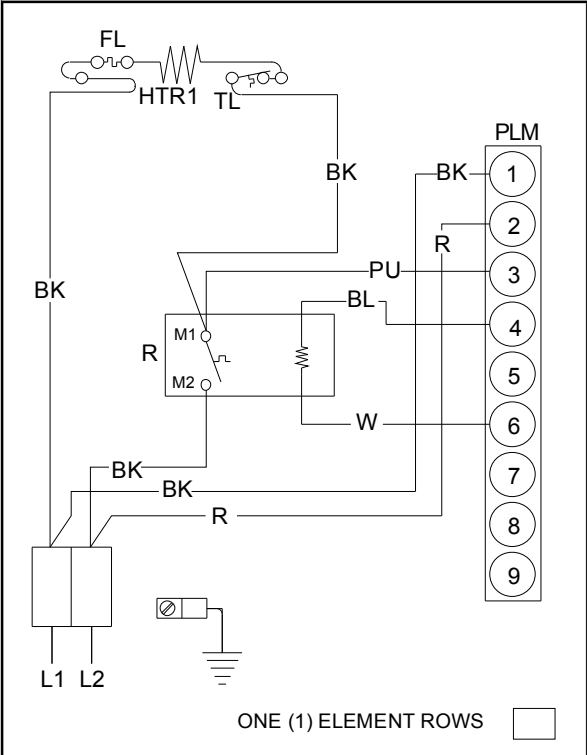 FL
HTR1
TL
PLM
BK
BK
1
2
R
BK
PU
3
BL
4
M1
R
M2
5
W
6
BK
7
BK
R
8
9
L1 L2
ONE (1) ELEMENT ROWS